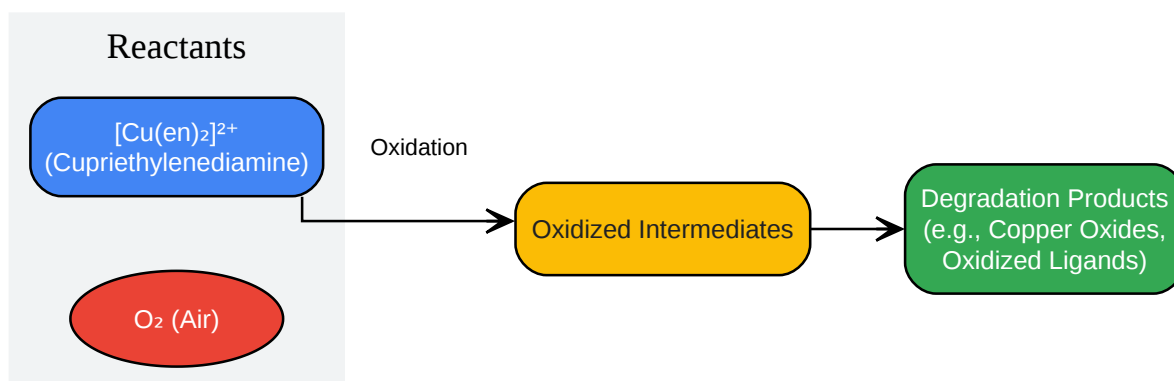 Reactants
[Cu(en)₂]²⁺
(Cupriethylenediamine)
Oxidation
O₂ (Air)
Oxidized Intermediates
Degradation Products
(e.g., Copper Oxides,
Oxidized Ligands)